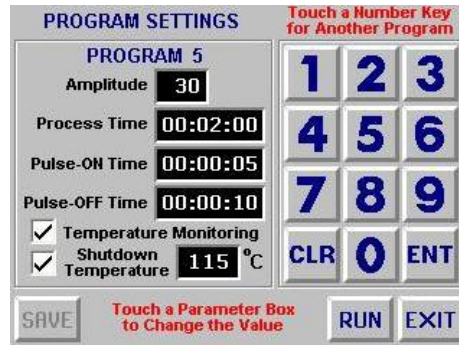 PROGRAM SETTINGS
Touch a Number Key
for Another Program
PROGRAM 5
Amplitude 30
Process Time 00:02:00
Pulse-ON Time 00:00:05
Pulse-OFF Time 00:00:10
Temperature Monitoring
Shutdown
Temperature 115 °C
1 2 3
4 5 6
7 8 9
CLR 0 ENT
SAVE
Touch a Parameter Box
to Change the Value
RUN EXIT